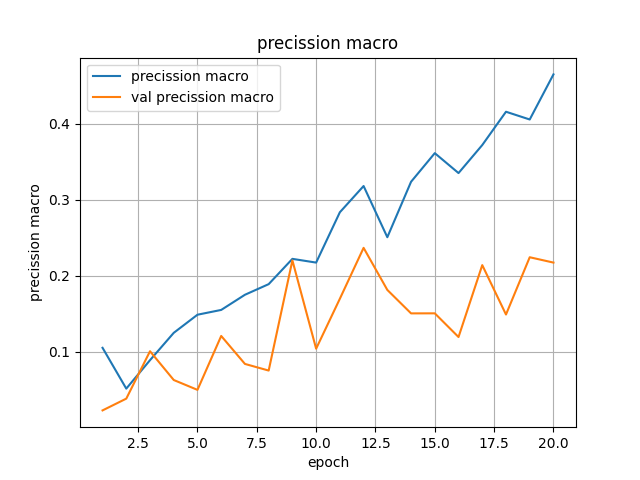 precission macro
precission macro
val precission macro
precission macro
0.4
0.3
0.2
0.1
2.5 5.0 7.5 10.0 12.5 15.0 17.5 20.0
epoch